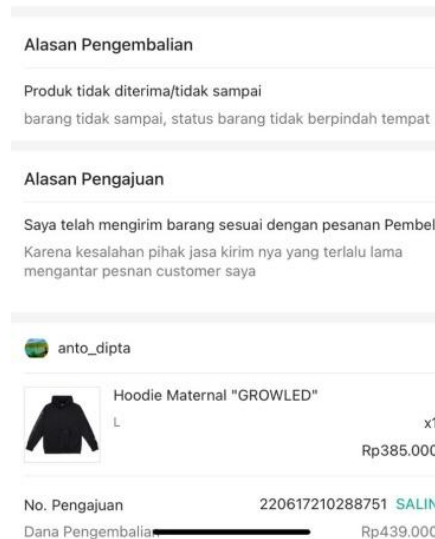 Alasan Pengembalian
Produk tidak diterima/tidak sampai
barang tidak sampai, status barang tidak berpindah tempat
Alasan Pengajuan
Saya telah mengirim barang sesuai dengan pesanan Pembel
Karena kesalahan pihak jasa kirim nya yang terlalu lama
mengantar pesnan customer saya
anto_dipta
Hoodie Maternal "GROWLED"
L
x1
Rp385.000
No. Pengajuan 220617210288751 SALIN
Dana Pengembalian Rp439.000